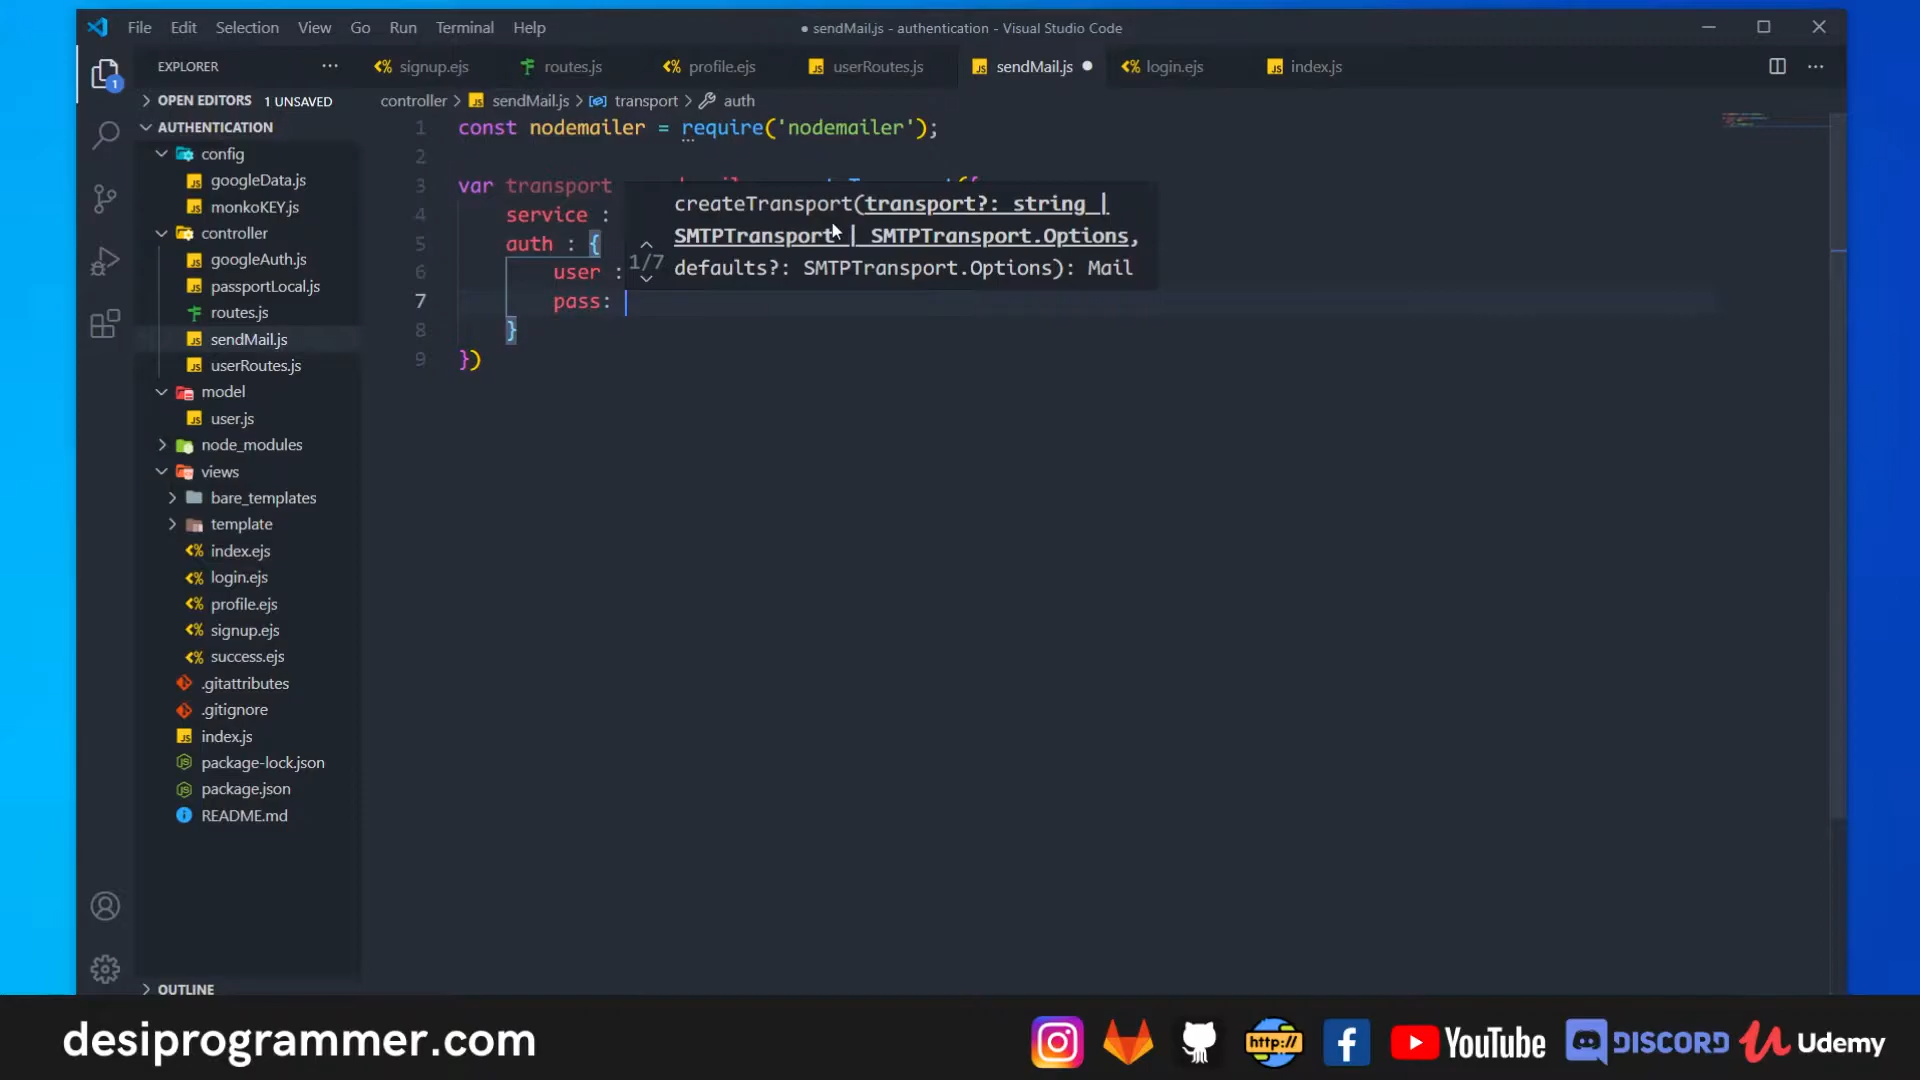 File Edit Selection View Go Run Terminal Help
● sendMail.js - authentication - Visual Studio Code
EXPLORER
signup.ejs routes.js profile.ejs userRoutes.js sendMail.js ● login.ejs index.js
OPEN EDITORS 1 UNSAVED
AUTHENTICATION
config
googleData.js
monkoKEY.js
controller
googleAuth.js
passportLocal.js
routes.js
sendMail.js
userRoutes.js
model
user.js
node_modules
views
bare_templates
template
index.ejs
login.ejs
profile.ejs
signup.ejs
success.ejs
.gitattributes
.gitignore
index.js
package-lock.json
package.json
README.md
OUTLINE
1
controller > sendMail.js > transport > auth
1 const nodemailer = require('nodemailer');
2
3 var transport
4 service :
5 auth : {
6 user :
7 pass:
8 }
9 })
createTransport(transport?: string |
SMTPTransport | SMTPTransport.Options,
defaults?: SMTPTransport.Options): Mail
1/7
desiprogrammer.com
http://
YouTube
DISCORD
Udemy